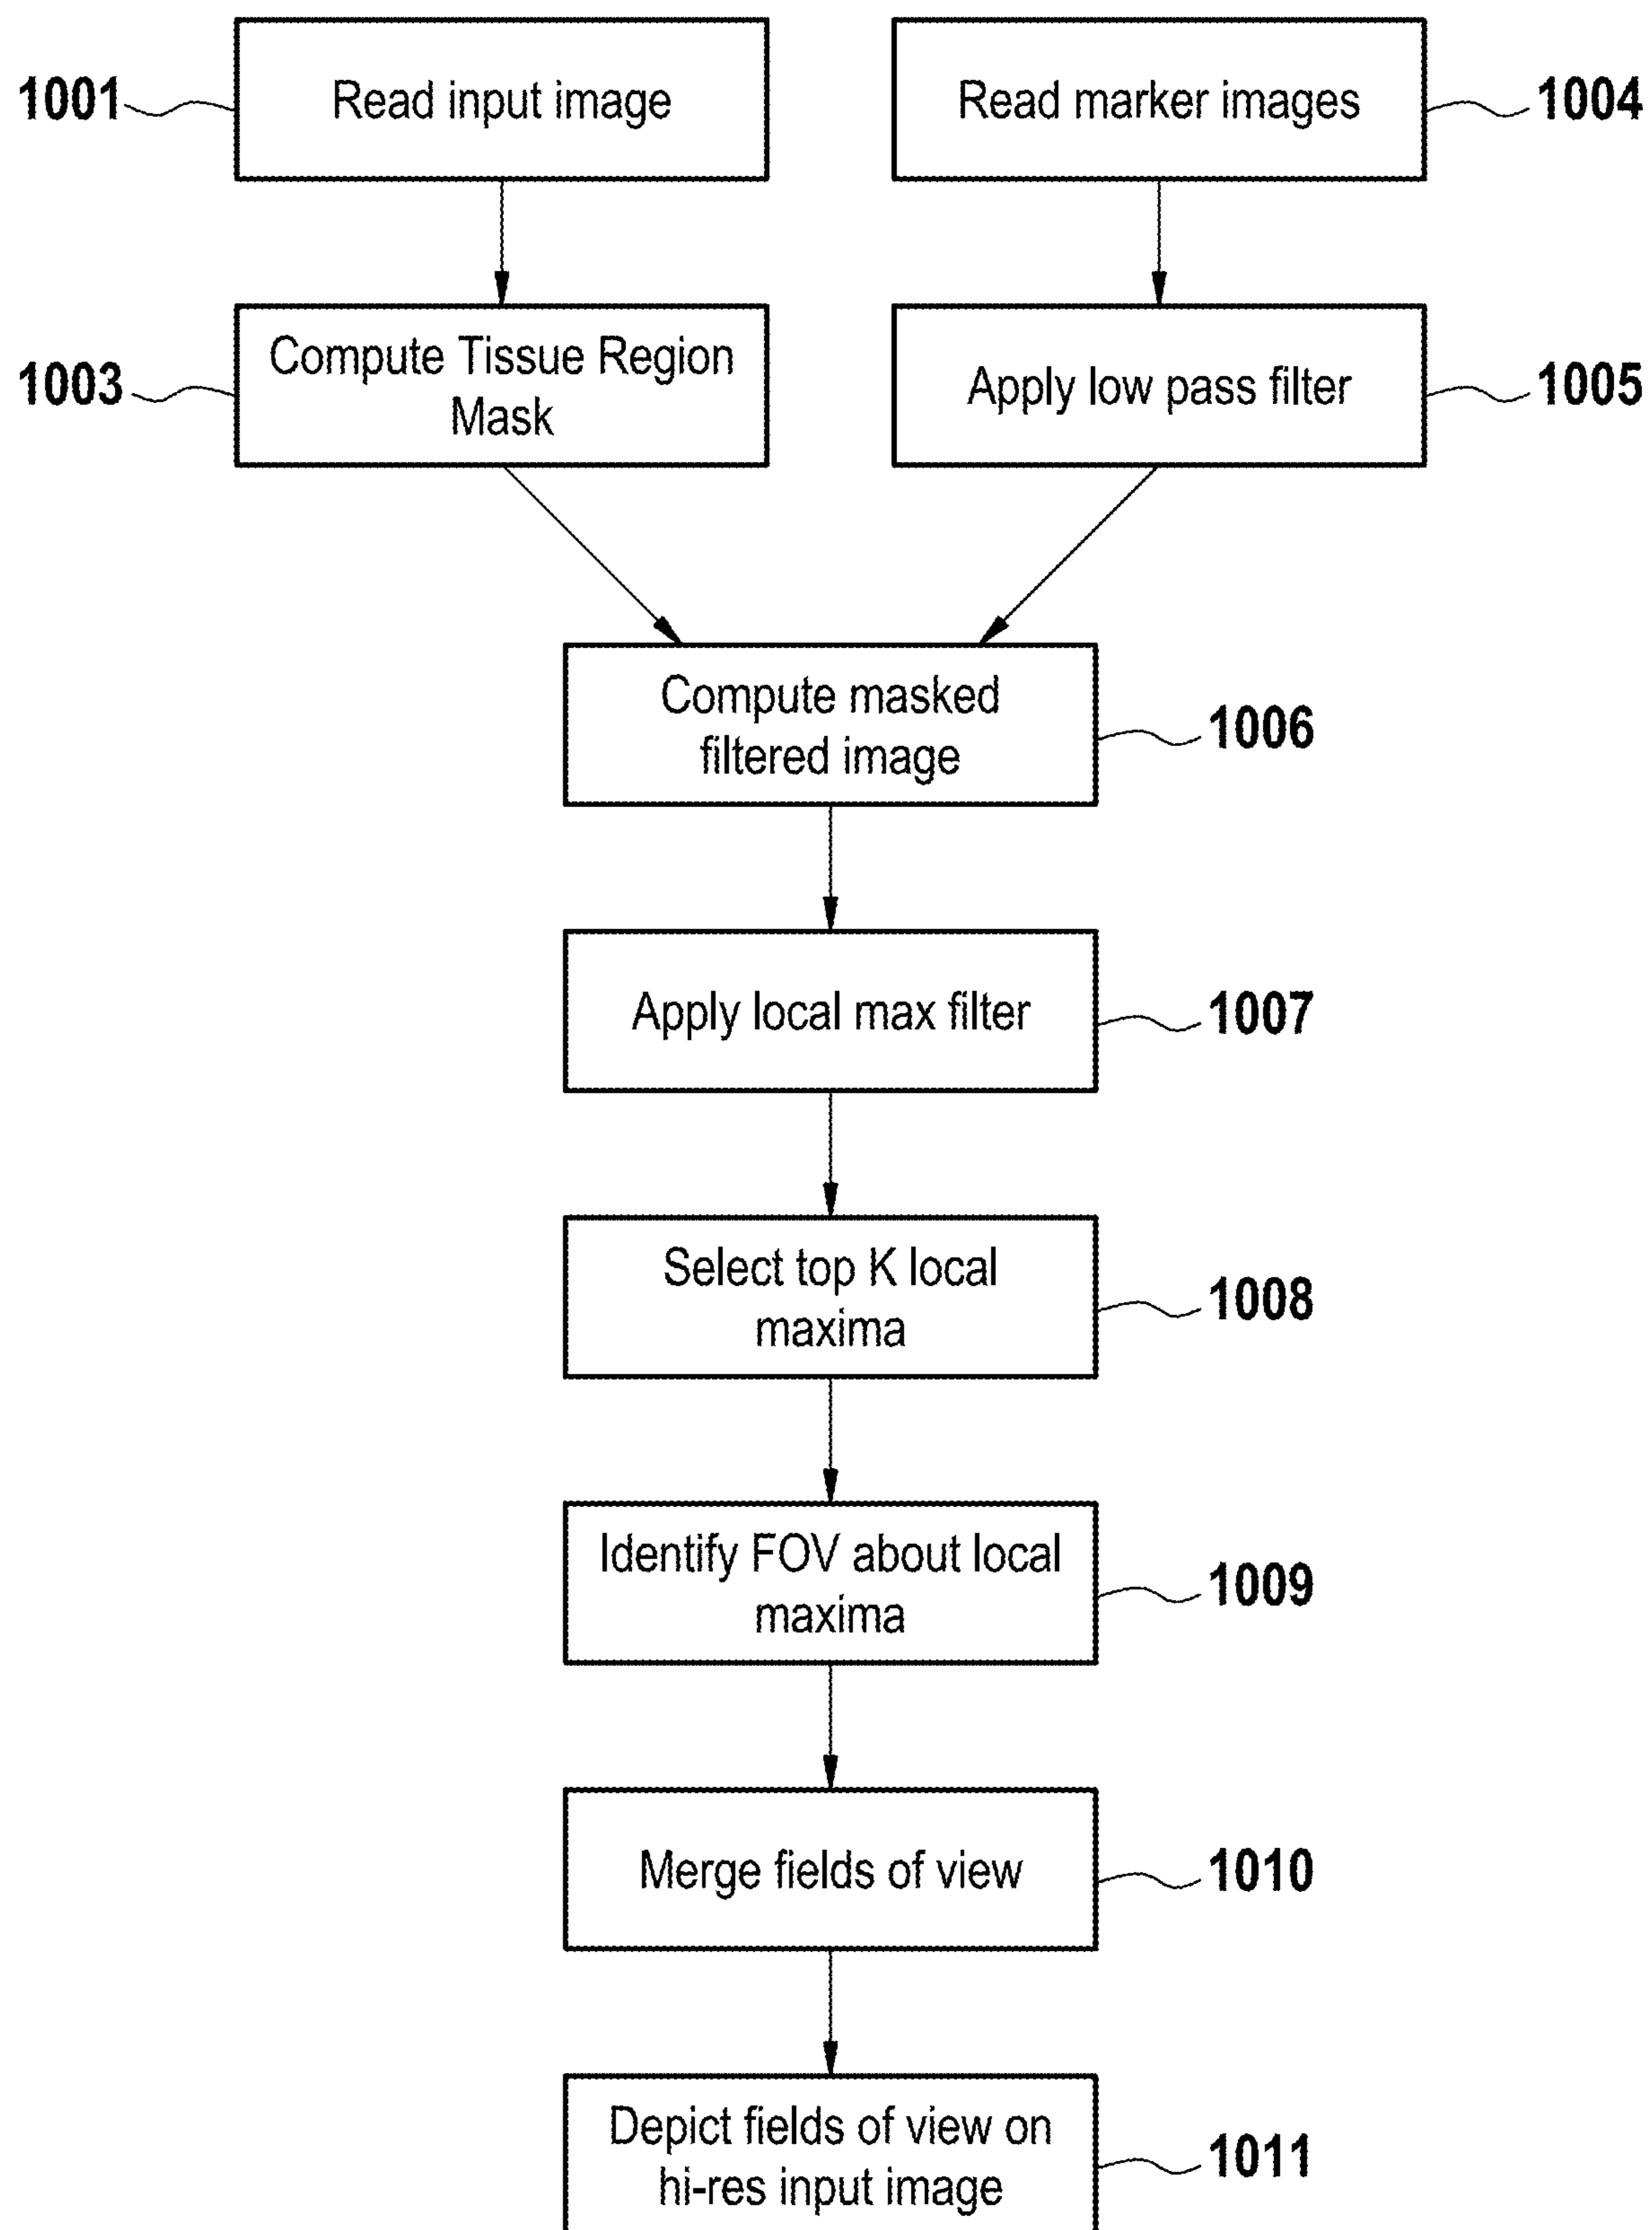 1001
Read input image
Read marker images
1004
1003
Compute Tissue Region
Mask
Apply low pass filter
1005
Compute masked
filtered image
1006
Apply local max filter
1007
Select top K local
maxima
1008
Identify FOV about local
maxima
1009
Merge fields of view
1010
Depict fields of view on
hi-res input image
1011